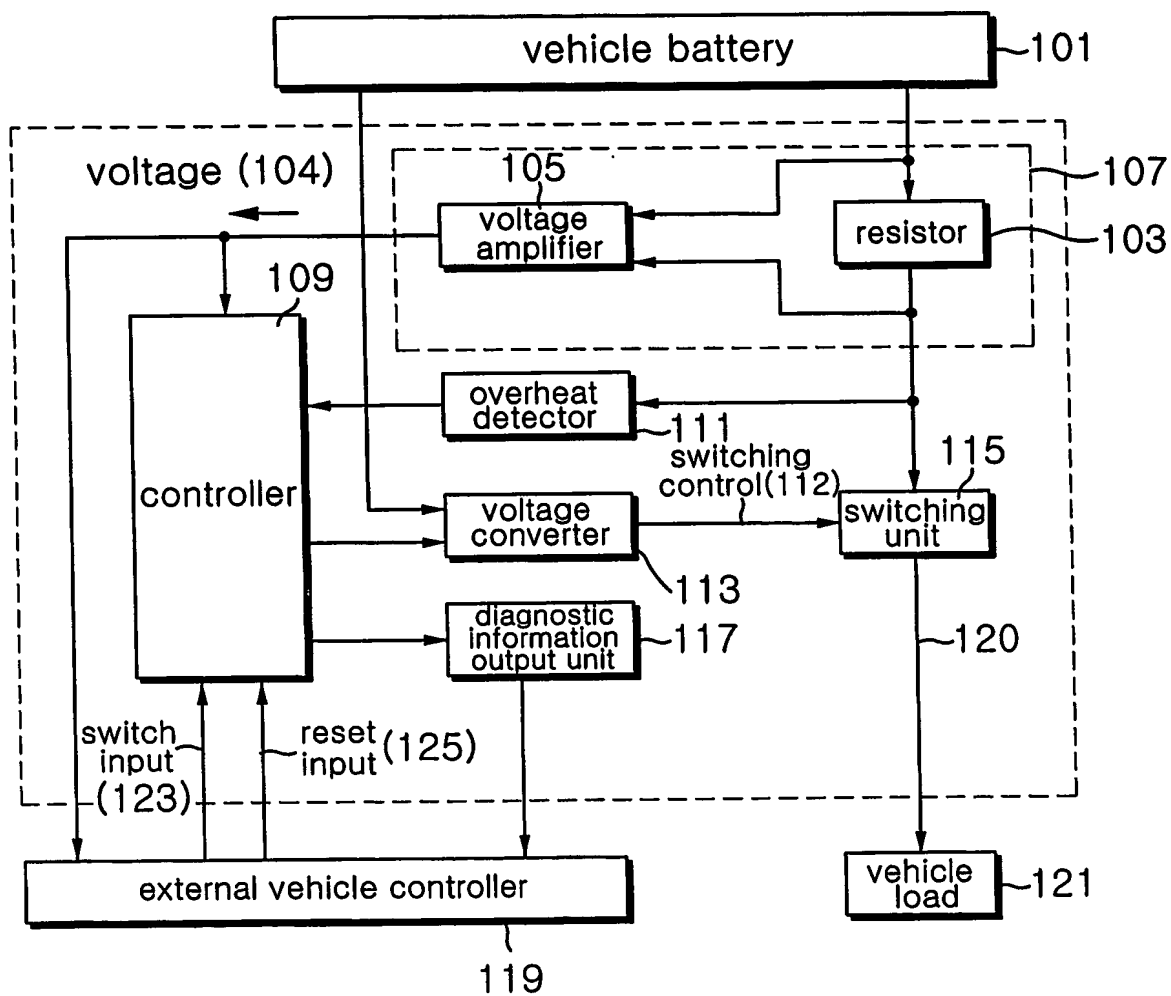 vehicle battery
101
voltage (104)
105
107
voltage
amplifier
resistor
103
109
overheat
detector
111
switching
control(112)
115
controller
voltage
converter
switching
unit
113
diagnostic
information
output unit
117
120
switch
input
(123)
reset
input
(125)
external vehicle controller
vehicle
load
121
119